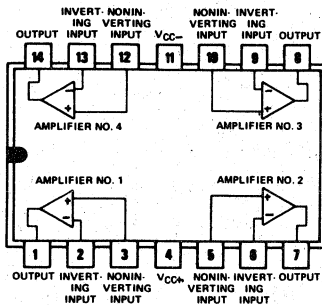 INVERT- NONIN- NONIN- INVERT-
ING VERTING VCC– VERTING ING
OUTPUT INPUT INPUT INPUT INPUT OUTPUT
14 13 12 11 10 9 8
– + + –
AMPLIFIER NO. 4 AMPLIFIER NO. 3
AMPLIFIER NO. 1 AMPLIFIER NO. 2
+ – + –
1 2 3 4 5 6 7
OUTPUT INVERT- NONIN- VCC+ NONIN- INVERT- OUTPUT
ING VERTING VERTING ING
INPUT INPUT INPUT INPUT